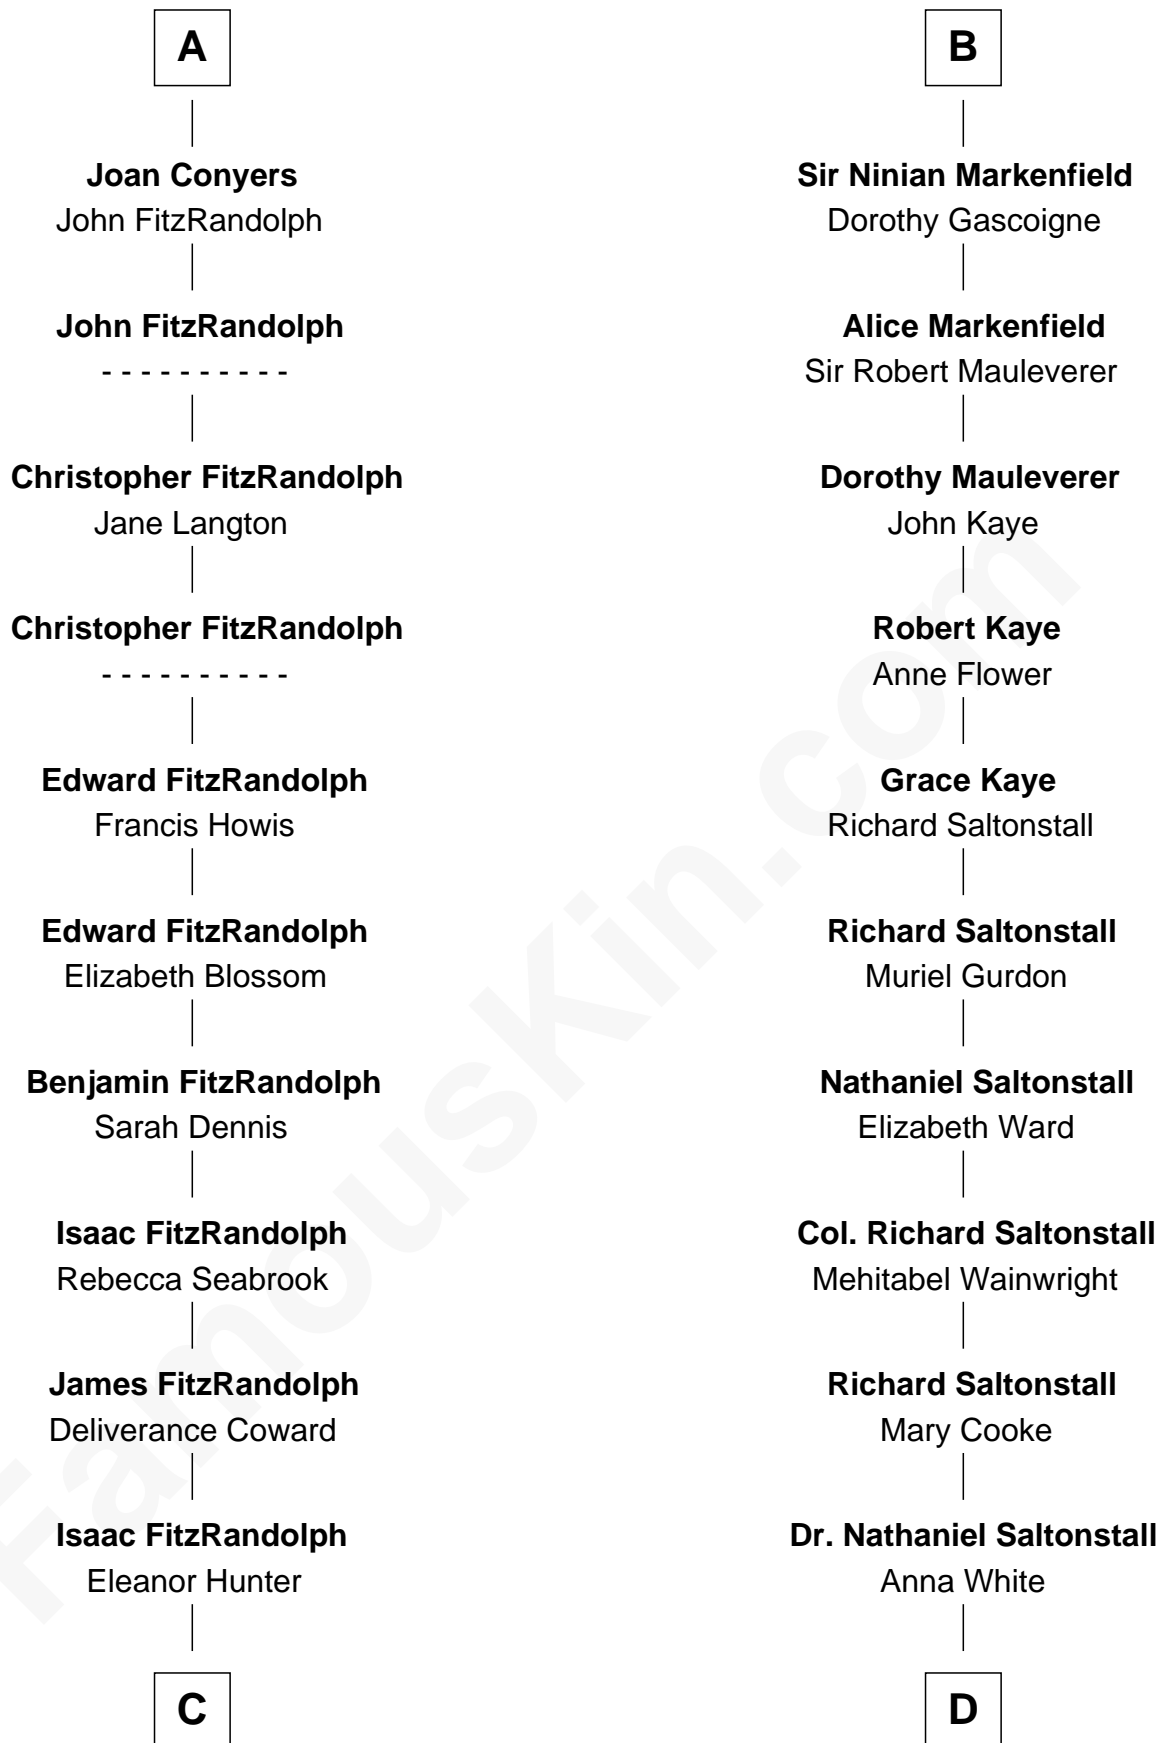 A
Joan Conyers
John FitzRandolph
John FitzRandolph
- - - - - - - - - -
Christopher FitzRandolph
Jane Langton
Christopher FitzRandolph
- - - - - - - - - -
Edward FitzRandolph
Francis Howis
Edward FitzRandolph
Elizabeth Blossom
Benjamin FitzRandolph
Sarah Dennis
Isaac FitzRandolph
Rebecca Seabrook
James FitzRandolph
Deliverance Coward
Isaac FitzRandolph
Eleanor Hunter
C
B
Sir Ninian Markenfield
Dorothy Gascoigne
Alice Markenfield
Sir Robert Mauleverer
Dorothy Mauleverer
John Kaye
Robert Kaye
Anne Flower
Grace Kaye
Richard Saltonstall
Richard Saltonstall
Muriel Gurdon
Nathaniel Saltonstall
Elizabeth Ward
Col. Richard Saltonstall
Mehitabel Wainwright
Richard Saltonstall
Mary Cooke
Dr. Nathaniel Saltonstall
Anna White
D
FamousKin.com